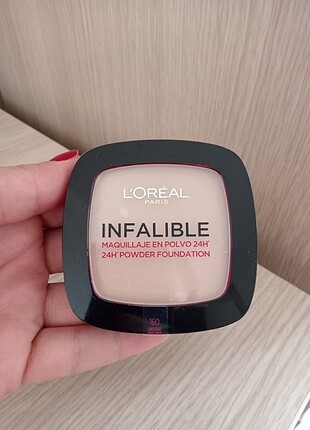 L'ORÉAL
PARIS
INFALIBLE
MAQUILLAJE EN POLVO 24H*
24H* POWDER FOUNDATION
160